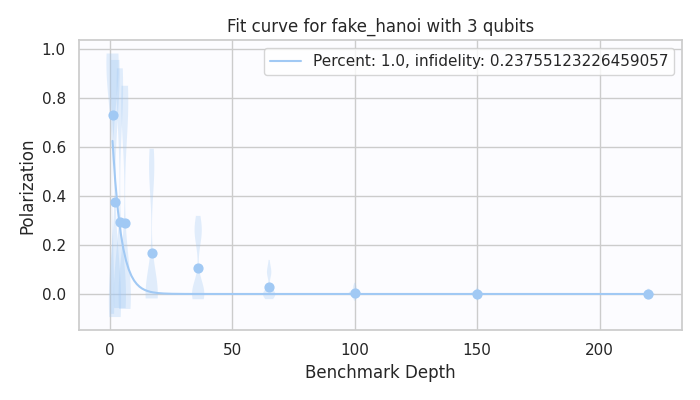 Fit curve for fake_hanoi with 3 qubits
Percent: 1.0, infidelity: 0.23755123226459057
Polarization
1.0
0.8
0.6
0.4
0.2
0.0
0 50 100 150 200
Benchmark Depth